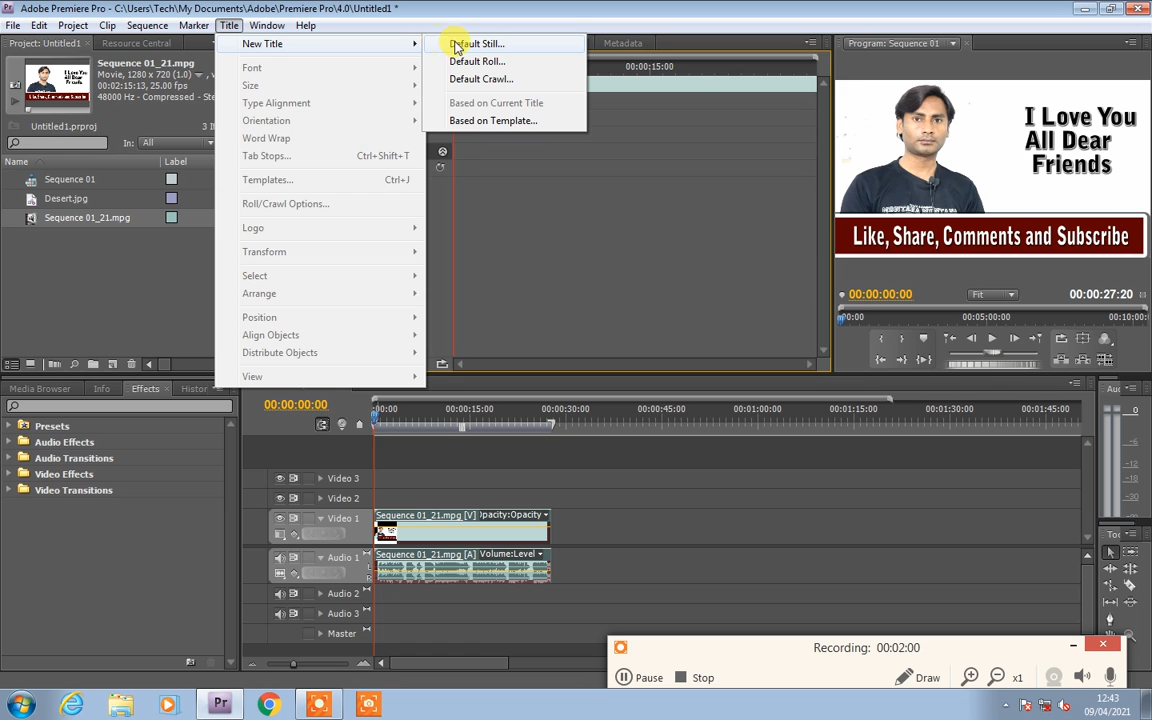 Adobe Premiere Pro - C:\Users\Tech\My Documents\Adobe\Premiere Pro\4.0\Untitled1 *
File Edit Project Clip Sequence Marker Title Window Help
Project: Untitled1 Resource Central
Sequence 01_21.mpg
Movie, 1280 x 720 (1.0)
00:02:15:13, 25.00 fps
48000 Hz - Compressed - Ste
Untitled1.prproj
In: All
Name Label
Sequence 01
Desert.jpg
Sequence 01_21.mpg
New Title
Font
Size
Type Alignment
Orientation
Word Wrap
Tab Stops... Ctrl+Shift+T
Templates... Ctrl+J
Roll/Crawl Options...
Logo
Transform
Select
Arrange
Position
Align Objects
Distribute Objects
View
Default Still...
Default Roll...
Default Crawl...
Based on Current Title
Based on Template...
Metadata
00:00:15:00
Program: Sequence 01
I Love You
All Dear
Friends
Like, Share, Comments and Subscribe
00:00:00:00 Fit 00:00:27:20
00:00 00:05:00:00 00:10:00:
Media Browser Info Effects Histor
Presets
Audio Effects
Audio Transitions
Video Effects
Video Transitions
00:00:00:00
:00:00 00:00:15:00 00:00:30:00 00:00:45:00 00:01:00:00 00:01:15:00 00:01:30:00 00:01:45:00
Video 3
Video 2
Video 1
Sequence 01_21.mpg [V] Opacity:Opacity
Audio 1
Sequence 01_21.mpg [A] Volume:Level
Audio 2
Audio 3
Master
Au
0
-6
-12
-18
-30
To
Recording: 00:02:00
Pause Stop Draw x1
12:43
09/04/2021